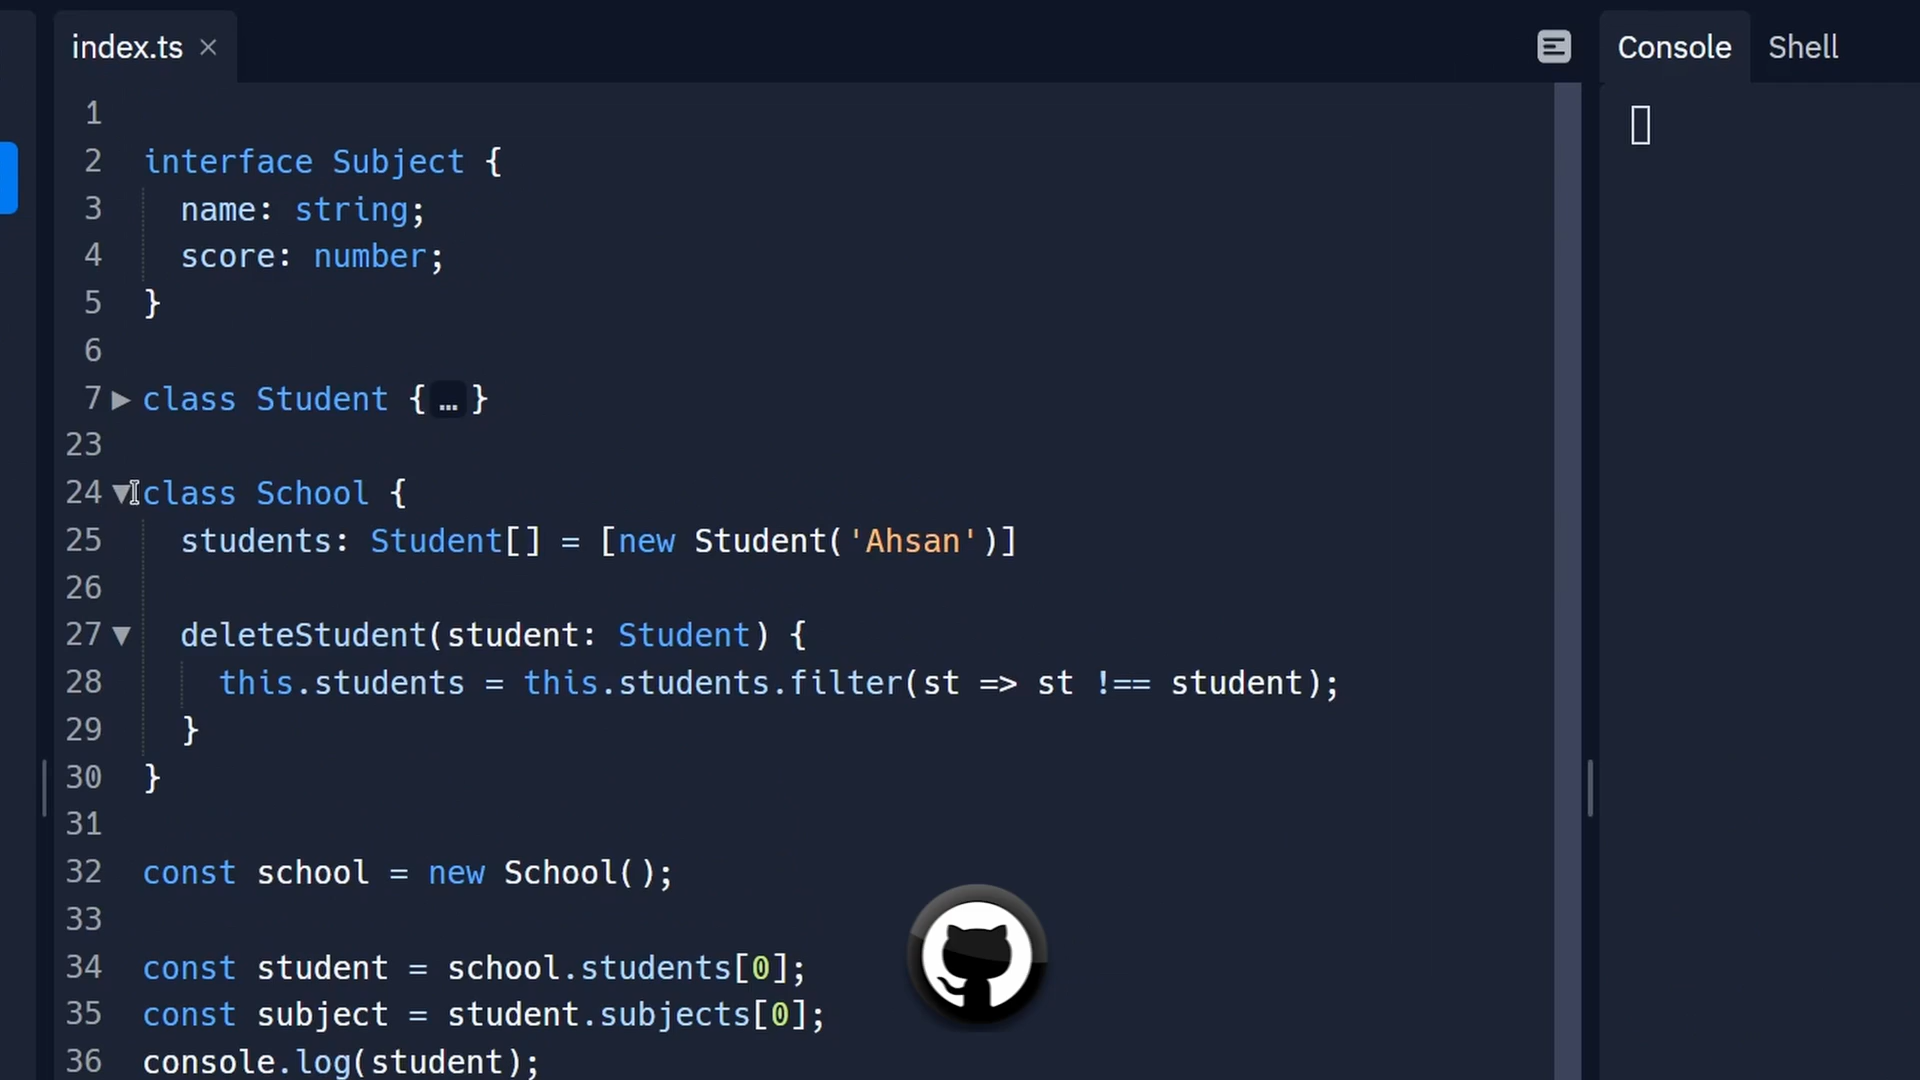 index.ts ×
Console Shell
1
2 interface Subject {
3 name: string;
4 score: number;
5 }
6
7 class Student {…}
23
24 class School {
25 students: Student[] = [new Student('Ahsan')]
26
27 deleteStudent(student: Student) {
28 this.students = this.students.filter(st => st !== student);
29 }
30 }
31
32 const school = new School();
33
34 const student = school.students[0];
35 const subject = student.subjects[0];
36 console.log(student);